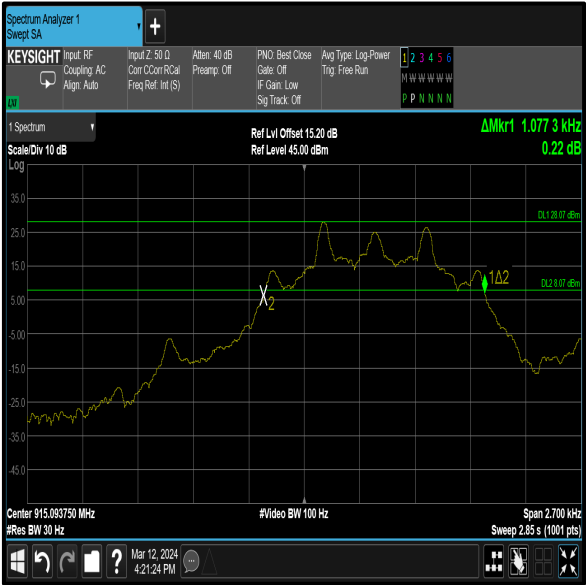 Spectrum Analyzer 1
Swept SA
KEYSIGHT
Input: RF
Coupling: AC
Align: Auto
Input Z: 50 Ω
Corr CCorr RCal
Freq Ref: Int (S)
Atten: 40 dB
Preamp: Off
PNO: Best Close
Gate: Off
IF Gain: Low
Sig Track: Off
Avg Type: Log-Power
Trig: Free Run
1 2 3 4 5 6
M W W W W W
P P N N N N
LXI
1 Spectrum
Scale/Div 10 dB
Ref Lvl Offset 15.20 dB
Ref Level 45.00 dBm
ΔMkr1 1.077 3 kHz
0.22 dB
Log
35.0
25.0
15.0
5.00
-5.00
-15.0
-25.0
-35.0
-45.0
DL1 28.07 dBm
DL2 8.07 dBm
1Δ2
2
Center 915.093750 MHz
#Video BW 100 Hz
Span 2.700 kHz
#Res BW 30 Hz
Sweep 2.85 s (1001 pts)
?
Mar 12, 2024
4:21:24 PM